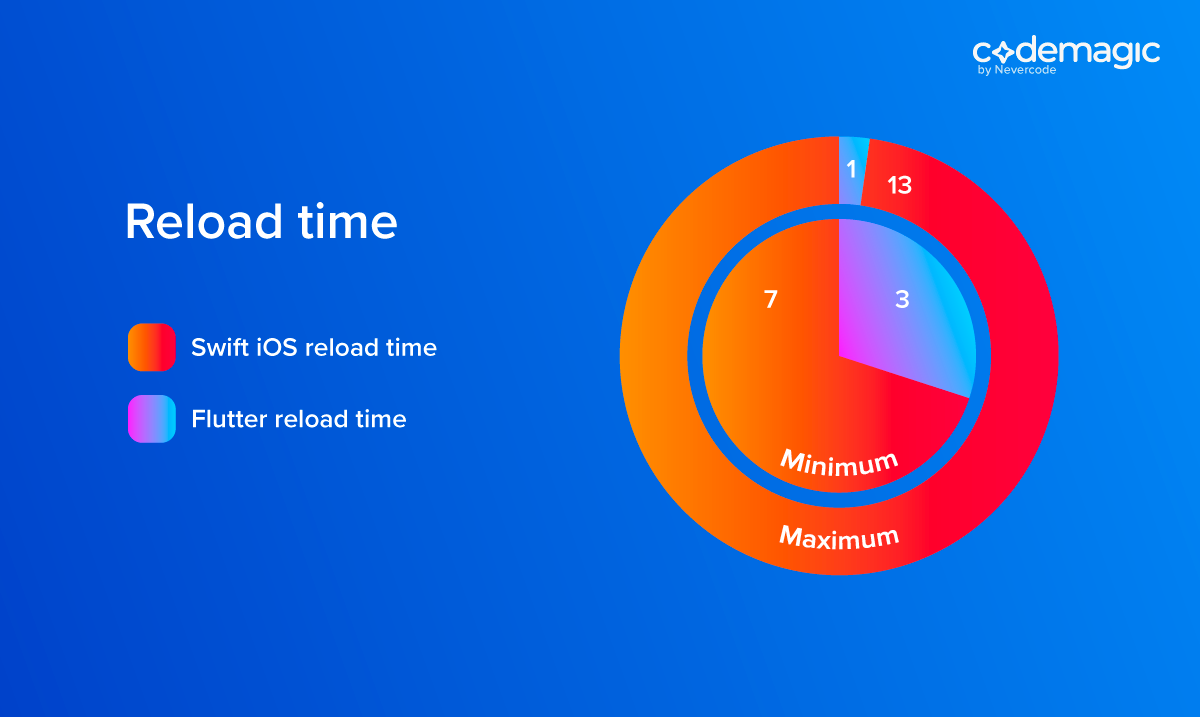 codemagic
by Nevercode
Reload time
Swift iOS reload time
Flutter reload time
1
13
7
3
Minimum
Maximum